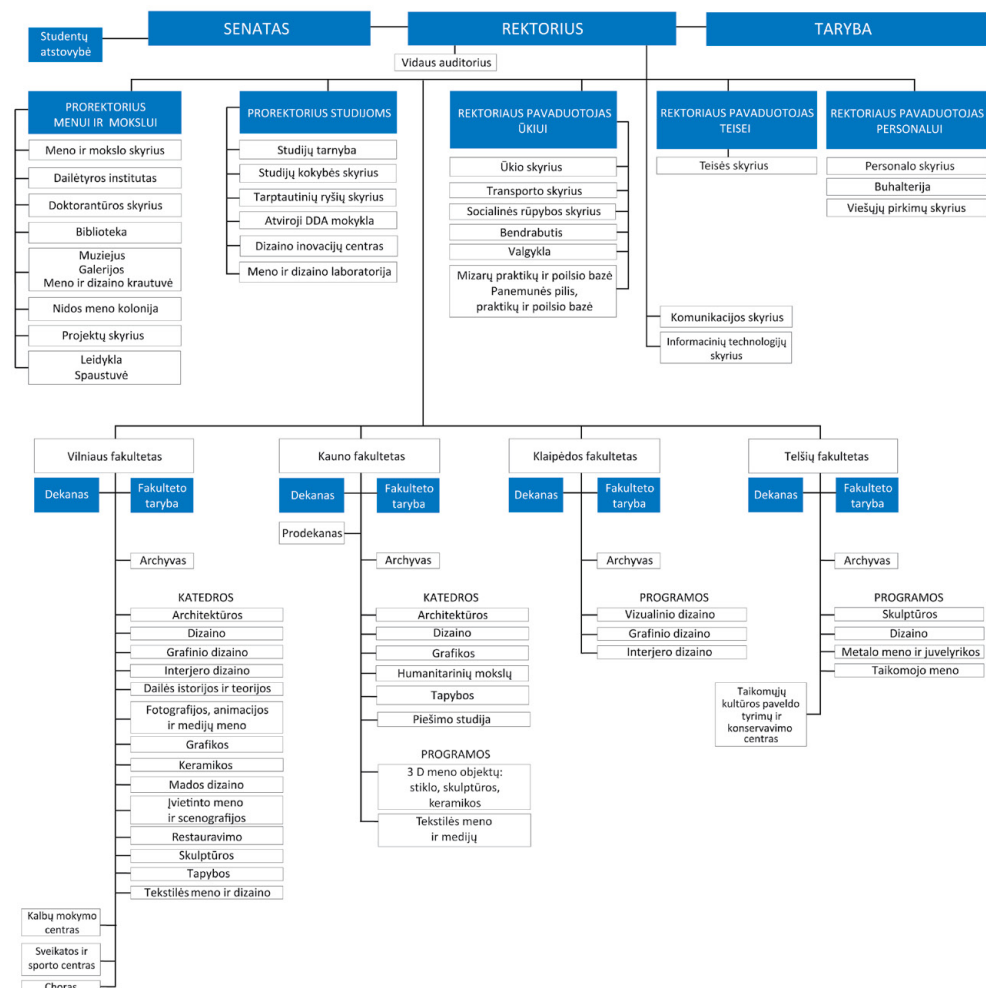 SENATAS
REKTORIUS
TARYBA
Studentų
atstovybė
Vidaus auditorius
PROREKTORIUS
MENUI IR MOKSLUI
Meno ir mokslo skyrius
Dailėtyros institutas
Doktorantūros skyrius
Biblioteka
Muziejus
Galerijos
Meno ir dizaino krautuvė
Nidos meno kolonija
Projektų skyrius
Leidykla
Spaustuvė
PROREKTORIUS STUDIJOMS
Studijų tarnyba
Studijų kokybės skyrius
Tarptautinių ryšių skyrius
Atviroji DDA mokykla
Dizaino inovacijų centras
Meno ir dizaino laboratorija
REKTORIAUS PAVADUOTOJAS
ŪKIUI
Ūkio skyrius
Transporto skyrius
Socialinės rūpybos skyrius
Bendrabutis
Valgykla
Mizarų praktikų ir poilsio bazė
Panemunės pilis,
praktikų ir poilsio bazė
REKTORIAUS PAVADUOTOJAS
TEISEI
Teisės skyrius
Komunikacijos skyrius
Informacinių technologijų
skyrius
REKTORIAUS PAVADUOTOJAS
PERSONALUI
Personalo skyrius
Buhalterija
Viešųjų pirkimų skyrius
Vilniaus fakultetas
Dekanas
Fakulteto
taryba
Archyvas
KATEDROS
Architektūros
Dizaino
Grafinio dizaino
Interjero dizaino
Dailės istorijos ir teorijos
Fotografijos, animacijos
ir medijų meno
Grafikos
Keramikos
Mados dizaino
Įvietinto meno
ir scenografijos
Restauravimo
Skulptūros
Tapybos
Tekstilės meno ir dizaino
Kalbų mokymo
centras
Sveikatos ir
sporto centras
Choras
Kauno fakultetas
Dekanas
Fakulteto
taryba
Prodekanas
Archyvas
KATEDROS
Architektūros
Dizaino
Grafikos
Humanitarinių mokslų
Tapybos
Piešimo studija
PROGRAMOS
3 D meno objektų:
stiklo, skulptūros,
keramikos
Tekstilės meno
ir medijų
Klaipėdos fakultetas
Dekanas
Fakulteto
taryba
Archyvas
PROGRAMOS
Vizualinio dizaino
Grafinio dizaino
Interjero dizaino
Telšių fakultetas
Dekanas
Fakulteto
taryba
Archyvas
PROGRAMOS
Skulptūros
Dizaino
Metalo meno ir juvelyrikos
Taikomojo meno
Taikomųjų
kultūros paveldo
tyrimų ir
konservavimo
centras